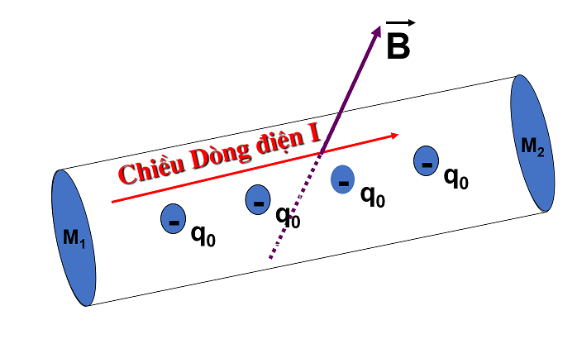 B
Chiều Dòng điện I
M₂
- q₀
- q₀
- q₀
- q₀
M₁